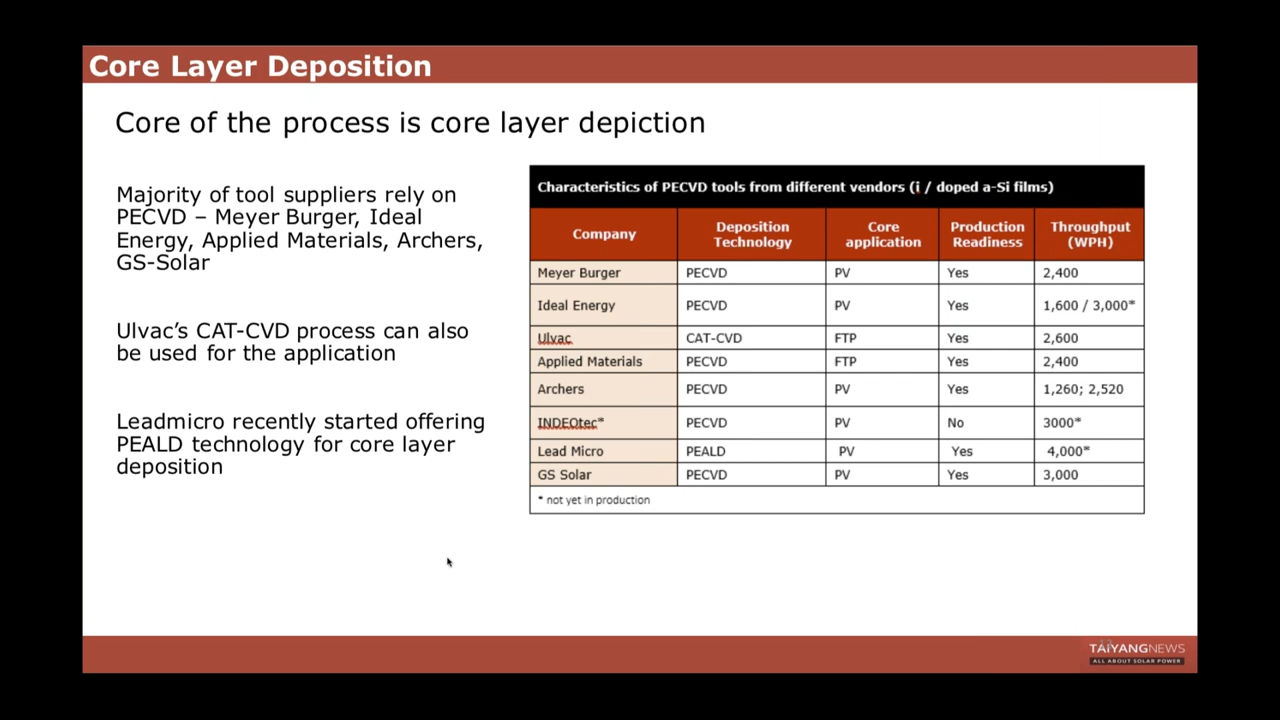 Core Layer Deposition
Core of the process is core layer depiction
Majority of tool suppliers rely on
PECVD – Meyer Burger, Ideal
Energy, Applied Materials, Archers,
GS-Solar
Ulvac's CAT-CVD process can also
be used for the application
Leadmicro recently started offering
PEALD technology for core layer
deposition
Characteristics of PECVD tools from different vendors (i / doped a-Si films)
Company Deposition Technology Core application Production Readiness Throughput (WPH)
Meyer Burger PECVD PV Yes 2,400
Ideal Energy PECVD PV Yes 1,600 / 3,000*
Ulvac CAT-CVD FTP Yes 2,600
Applied Materials PECVD FTP Yes 2,400
Archers PECVD PV Yes 1,260; 2,520
INDEOtec* PECVD PV No 3000*
Lead Micro PEALD PV Yes 4,000*
GS Solar PECVD PV Yes 3,000
* not yet in production
TAIYANGNEWS
ALL ABOUT SOLAR POWER